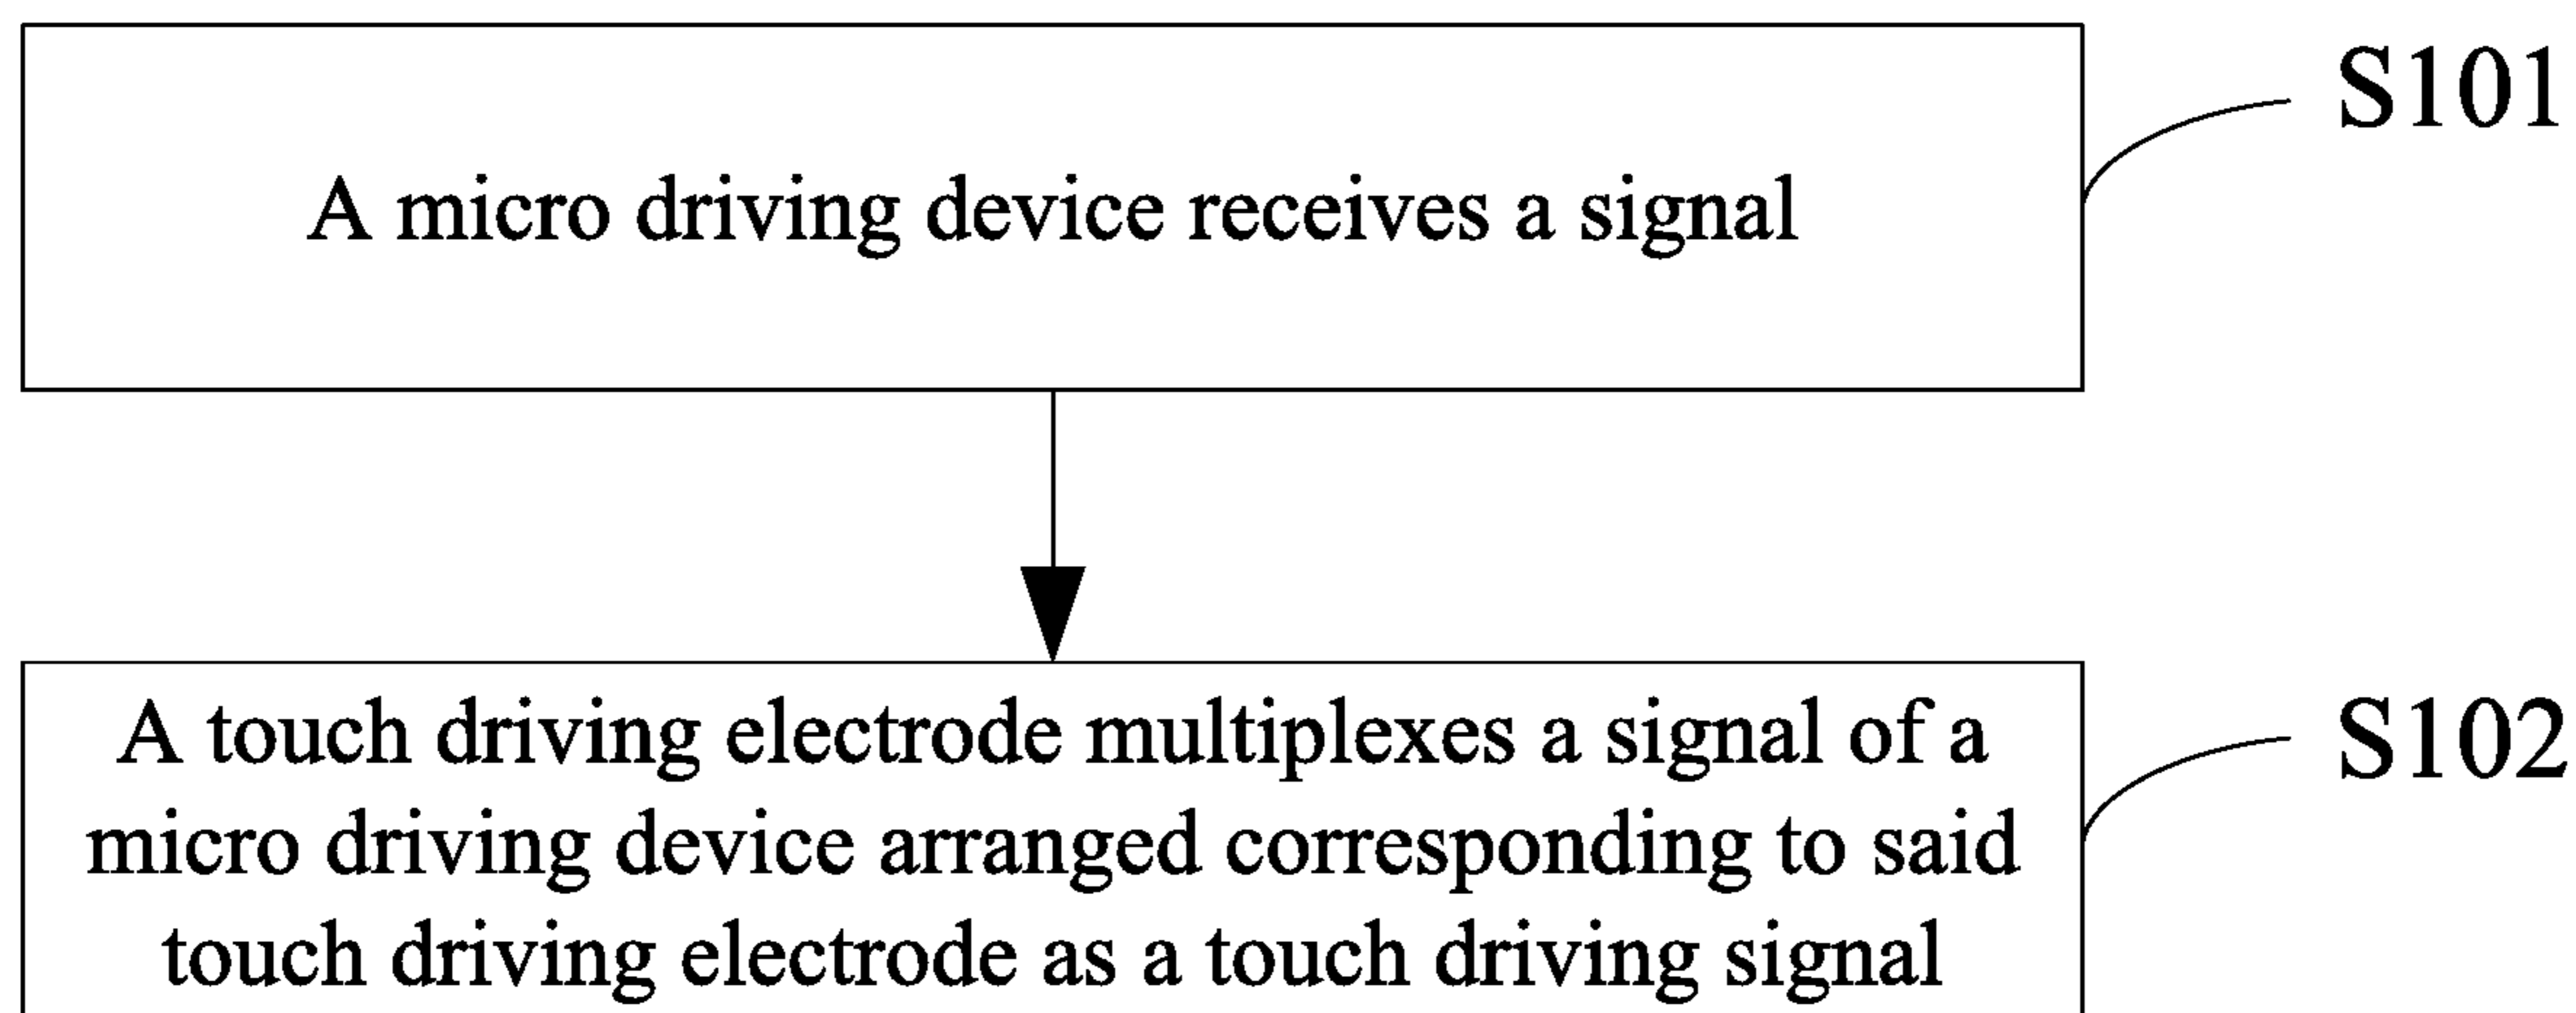 A micro driving device receives a signal
S101
A touch driving electrode multiplexes a signal of a
micro driving device arranged corresponding to said
touch driving electrode as a touch driving signal
S102